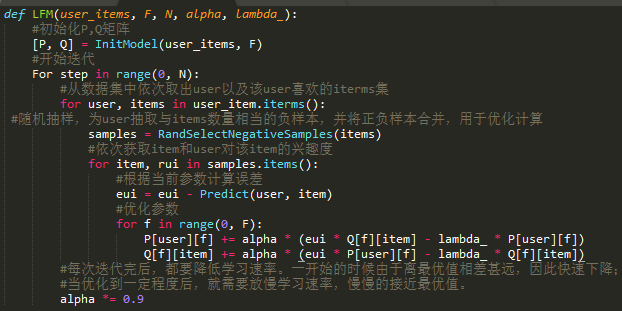 def LFM(user_items, F, N, alpha, lambda_):
#初始化P,Q矩阵
[P, Q] = InitModel(user_items, F)
#开始迭代
For step in range(0, N):
#从数据集中依次取出user以及该user喜欢的iterms集
for user, items in user_item.iterms():
#随机抽样，为user抽取与items数量相当的负样本，并将正负样本合并，用于优化计算
samples = RandSelectNegativeSamples(items)
#依次获取item和user对该item的兴趣度
for item, rui in samples.items():
#根据当前参数计算误差
eui = eui - Predict(user, item)
#优化参数
for f in range(0, F):
P[user][f] += alpha * (eui * Q[f][item] - lambda_ * P[user][f])
Q[f][item] += alpha * (eui * P[user][f] - lambda_ * Q[f][item])
#每次迭代完后，都要降低学习速率。一开始的时候由于离最优值相差甚远，因此快速下降；
#当优化到一定程度后，就需要放慢学习速率，慢慢的接近最优值。
alpha *= 0.9